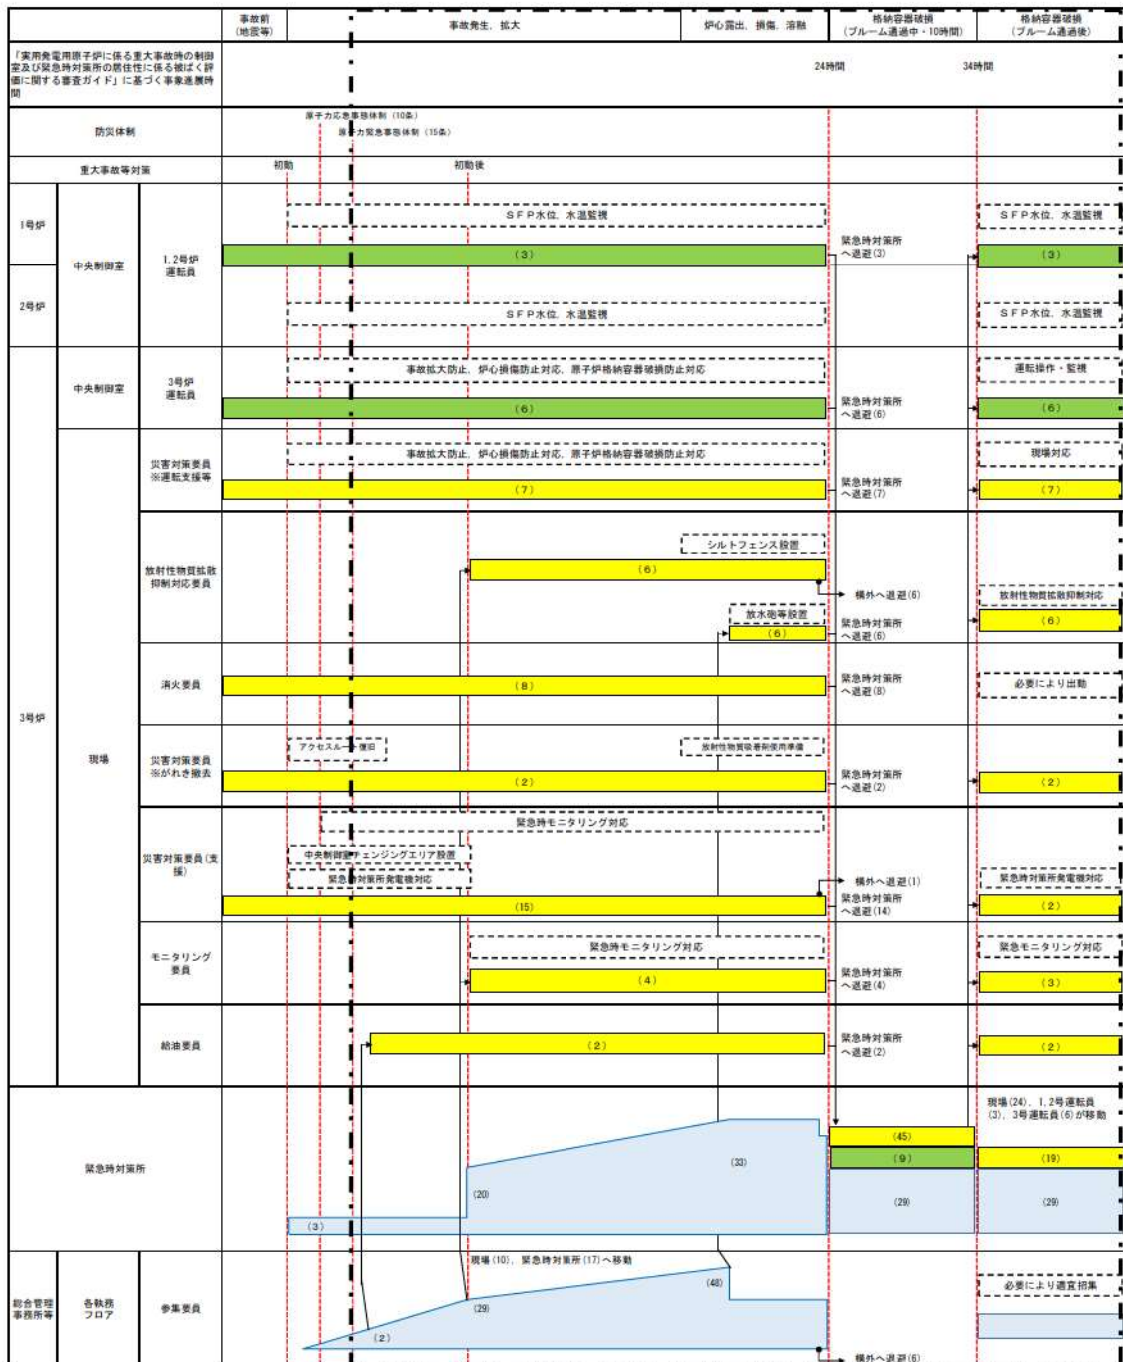 事故前
(地震等)
事故発生，拡大
炉心露出，損傷，溶融
格納容器破損
(プルーム通過中・10時間)
格納容器破損
(プルーム通過後)
「実用発電用原子炉に係る重大事故時の制御
室及び緊急時対策所の居住性に係る被ばく評
価に関する審査ガイド」に基づく事象進展時
間
24時間
34時間
防災体制
原子力応急事態体制（10条）
原子力緊急事態体制（15条）
重大事故等対策
初動
初動後
1号炉
2号炉
中央制御室
1,2号炉
運転員
ＳＦＰ水位，水温監視
ＳＦＰ水位，水温監視
（3）
緊急時対策所
へ退避(3)
（3）
ＳＦＰ水位，水温監視
ＳＦＰ水位，水温監視
3号炉
中央制御室
3号炉
運転員
事故拡大防止，炉心損傷防止対応，原子炉格納容器破損防止対応
運転操作・監視
（6）
緊急時対策所
へ退避(6)
（6）
現場
災害対策要員
※運転支援等
事故拡大防止，炉心損傷防止対応，原子炉格納容器破損防止対応
現場対応
（7）
緊急時対策所
へ退避(7)
（7）
放射性物質拡散
抑制対応要員
シルトフェンス設置
（6）
構外へ退避(6)
放水砲等設置
（6）
緊急時対策所
へ退避(6)
放射性物質拡散抑制対応
（6）
消火要員
（8）
緊急時対策所
へ退避(8)
必要により出動
災害対策要員
※がれき撤去
アクセスルート復旧
放射性物質吸着剤使用準備
（2）
緊急時対策所
へ退避(2)
（2）
災害対策要員(支
援)
緊急時モニタリング対応
中央制御室チェンジングエリア設置
緊急時対策所発電機対応
（15）
構外へ退避(1)
緊急時対策所
へ退避(14)
緊急時対策所発電機対応
（2）
モニタリング
要員
緊急時モニタリング対応
（4）
緊急時対策所
へ退避(4)
緊急モニタリング対応
（3）
給油要員
（2）
緊急時対策所
へ退避(2)
（2）
緊急時対策所
（3）
(20)
(33)
(45)
（9）
(29)
現場(24)，1,2号運転員
(3)，3号運転員(6)が移動
(19)
(29)
総合管理
事務所等
各執務
フロア
参集要員
現場(10)，緊急時対策所(17)へ移動
（2）
(29)
(48)
必要により適宜招集
構外へ退避(6)